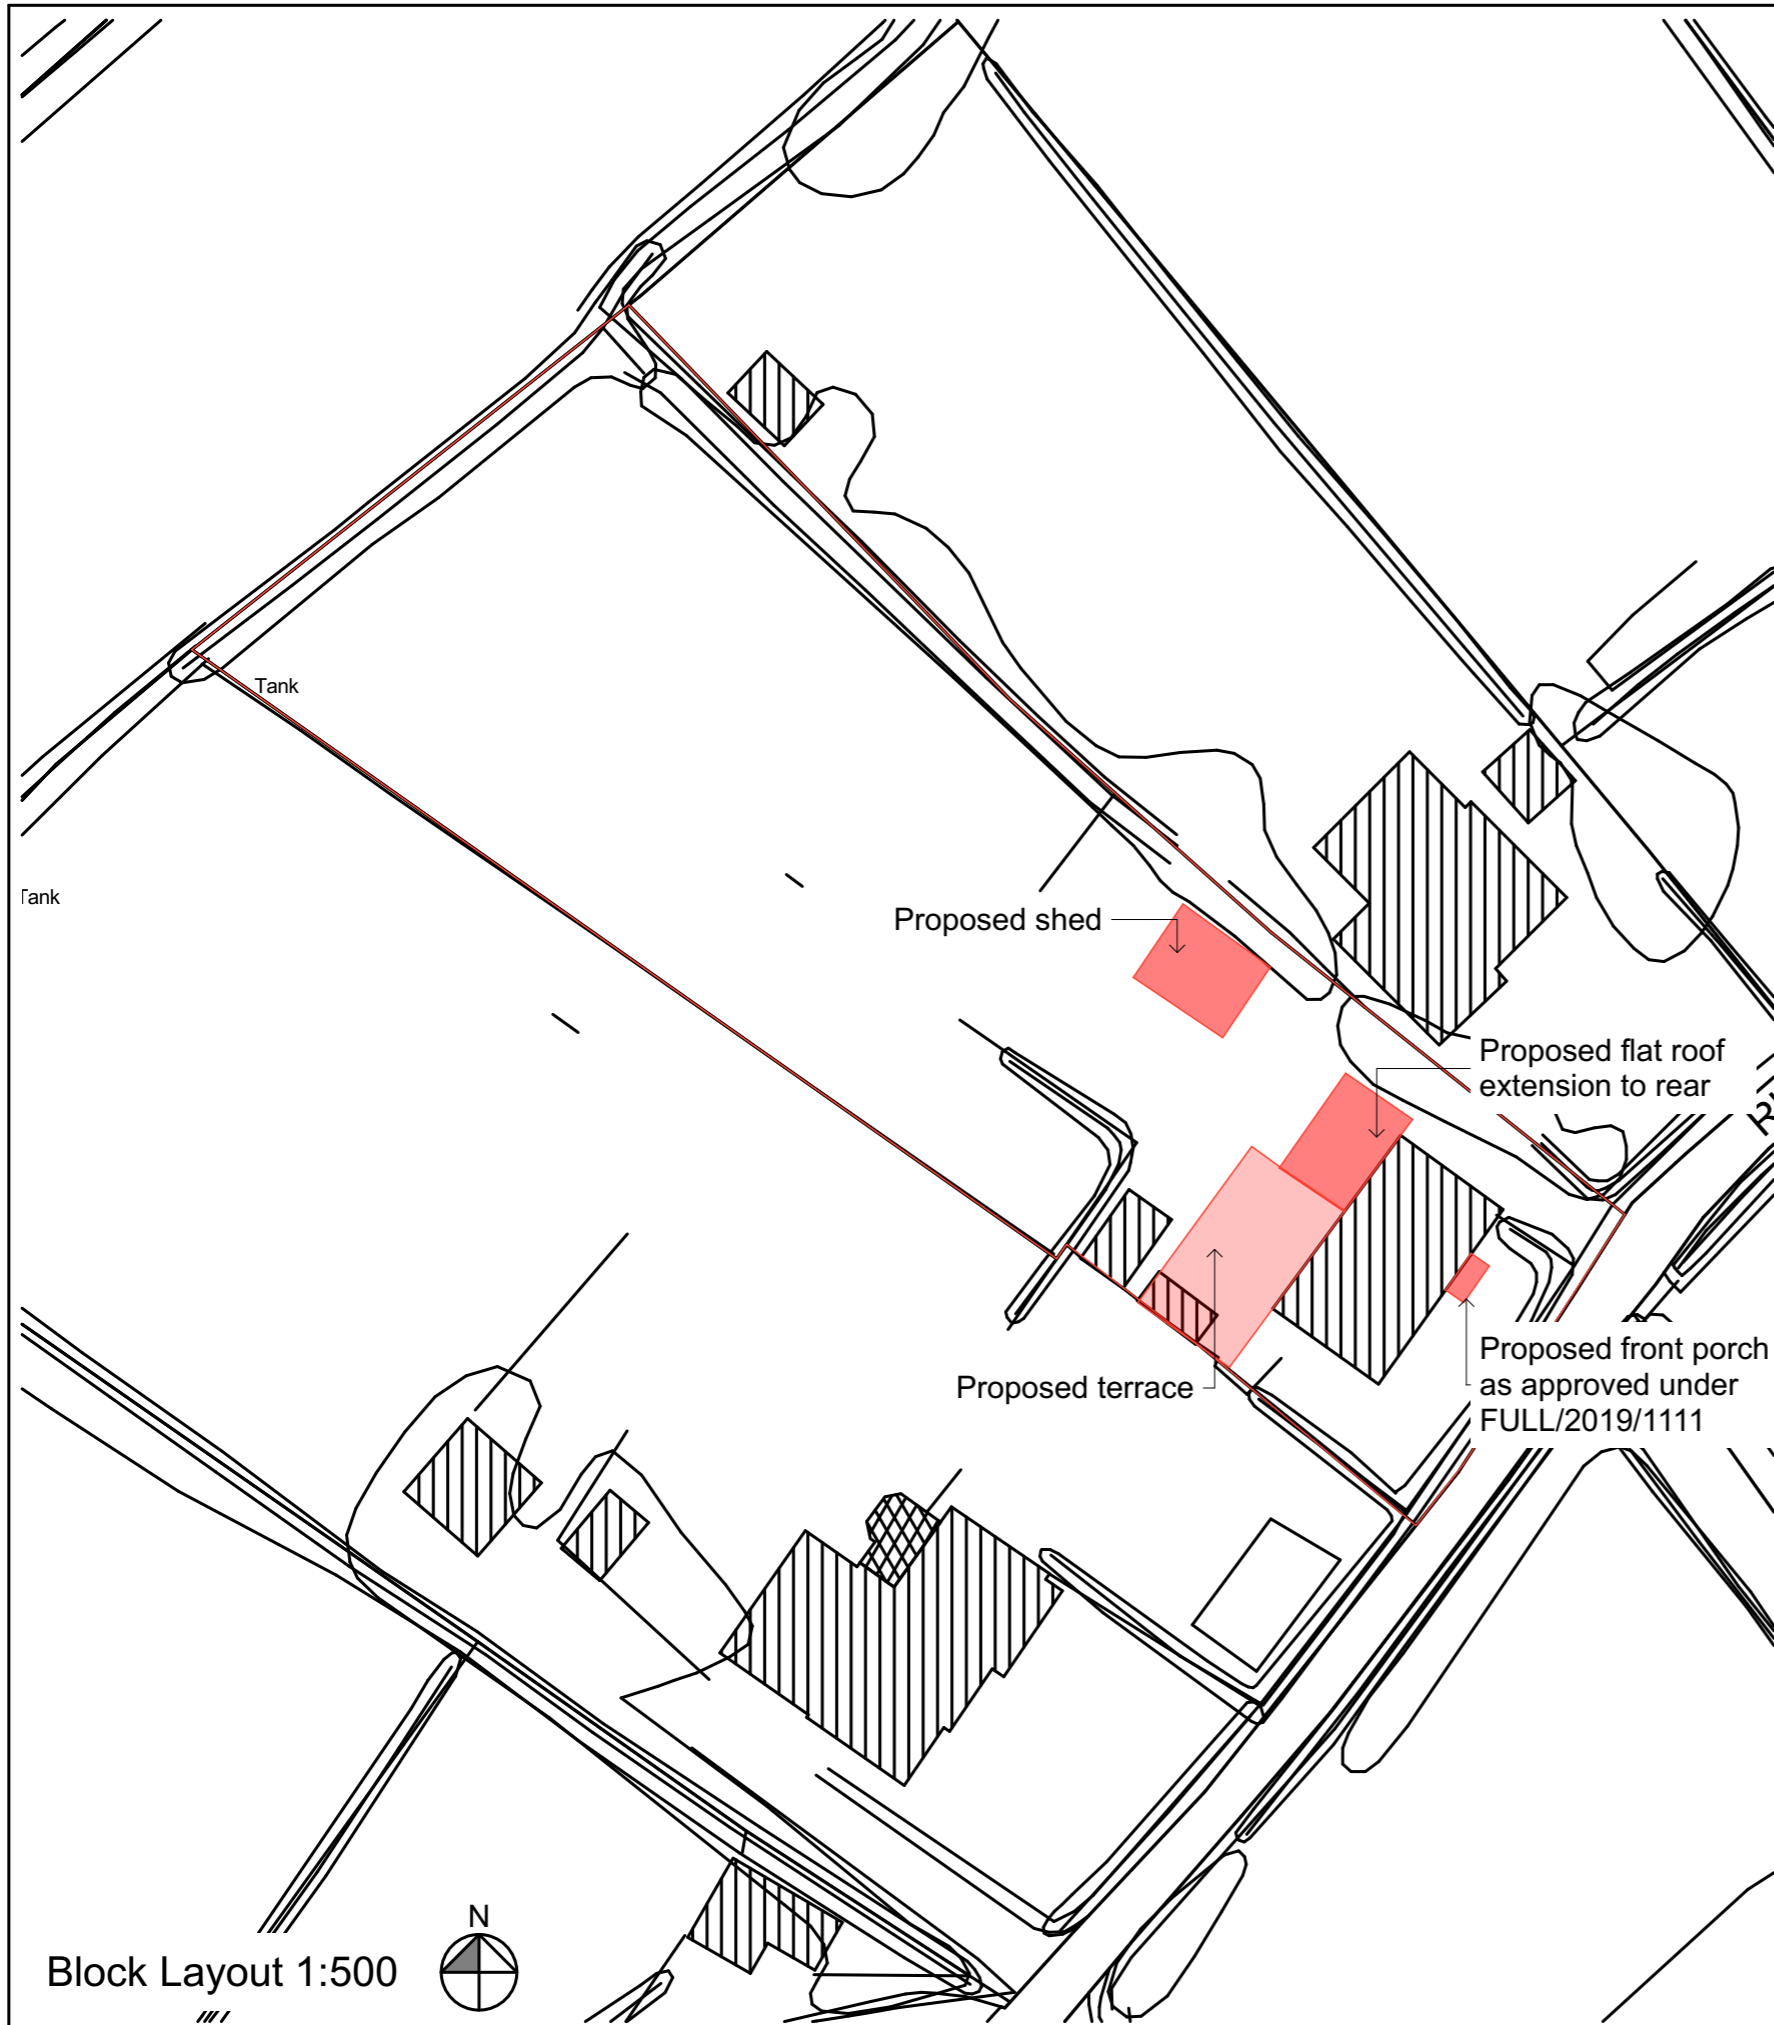 Tank
Tank
Proposed shed
Proposed flat roof
extension to rear
Proposed front porch
as approved under
FULL/2019/1111
Proposed terrace
N
Block Layout 1:500